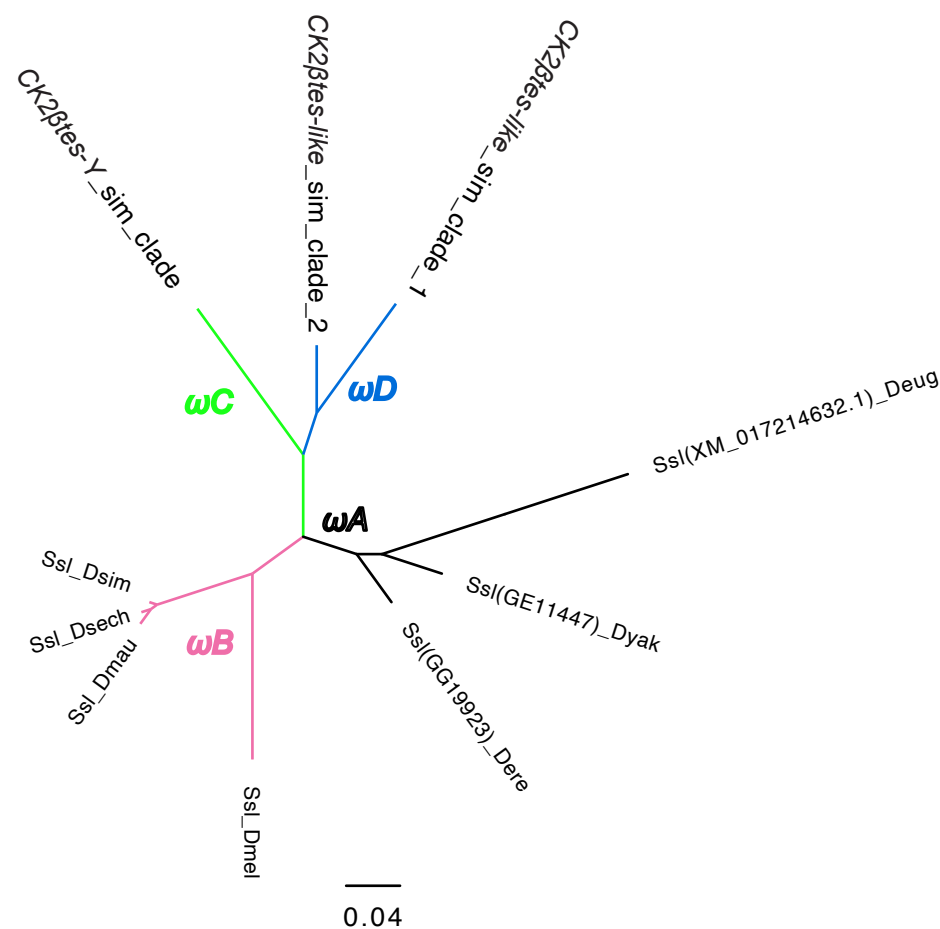 CK2βtes-Y_sim_clade
CK2βtes-like_sim_clade_2
CK2βtes-like_sim_clade_1
ωC
ωD
Ssl(XM_017214632.1)_Deug
ωA
Ssl_Dsim
Ssl(GE11447)_Dyak
Ssl_Dsech
ωB
Ssl_Dmau
Ssl(GG19923)_Dere
Ssl_Dmel
0.04